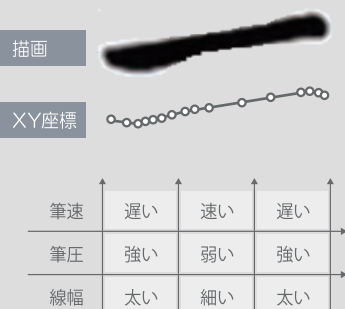 描画
XY座標
筆速 遅い 速い 遅い
筆圧 強い 弱い 強い
線幅 太い 細い 太い